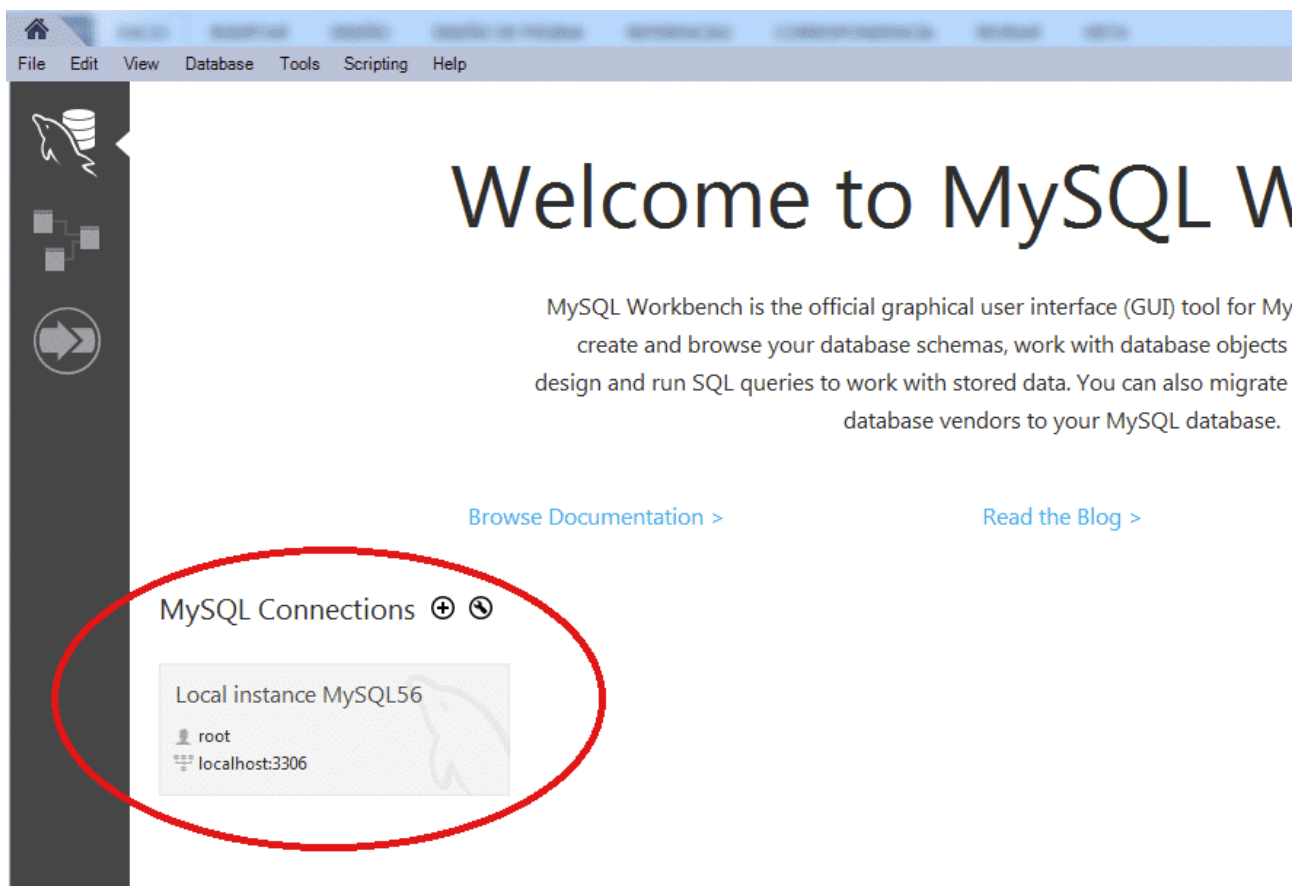 File Edit View Database Tools Scripting Help
Welcome to MySQL
MySQL Workbench is the official graphical user interface (GUI) tool for My
create and browse your database schemas, work with database objects
design and run SQL queries to work with stored data. You can also migrate
database vendors to your MySQL database.
Browse Documentation > Read the Blog >
MySQL Connections
Local instance MySQL56
root
localhost:3306